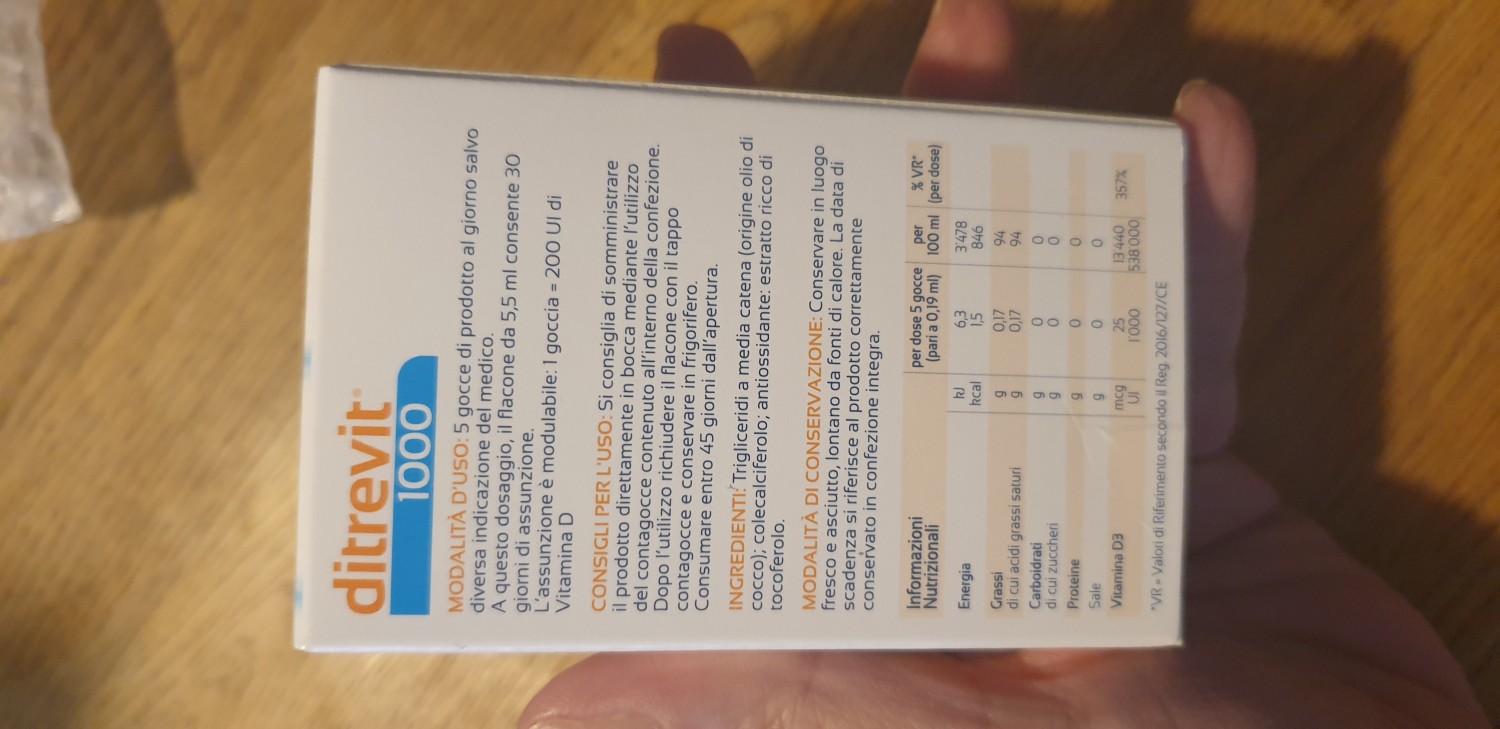 ditrevit®
1000
MODALITÀ D'USO: 5 gocce di prodotto al giorno salvo
diversa indicazione del medico.
A questo dosaggio, il flacone da 5,5 ml consente 30
giorni di assunzione.
L'assunzione è modulabile: 1 goccia = 200 UI di
Vitamina D
CONSIGLI PER L'USO: Si consiglia di somministrare
il prodotto direttamente in bocca mediante l'utilizzo
del contagocce contenuto all'interno della confezione.
Dopo l'utilizzo richiudere il flacone con il tappo
contagocce e conservare in frigorifero.
Consumare entro 45 giorni dall'apertura.
INGREDIENTI: Trigliceridi a media catena (origine olio di
cocco); colecalciferolo; antiossidante: estratto ricco di
tocoferolo.
MODALITÀ DI CONSERVAZIONE: Conservare in luogo
fresco e asciutto, lontano da fonti di calore. La data di
scadenza si riferisce al prodotto correttamente
conservato in confezione integra.
Informazioni Nutrizionali per dose 5 gocce (pari a 0,19 ml) per 100 ml % VR* (per dose)
Energia kJ 6,3 3'478
kcal 1,5 846
Grassi g 0,17 94
di cui acidi grassi saturi g 0,17 94
Carboidrati g 0 0
di cui zuccheri g 0 0
Proteine g 0 0
Sale g 0 0
Vitamina D3 mcg 25 13'440 357%
UI 1'000 538'000
*VR = Valori di Riferimento secondo il Reg. 2016/127/CE